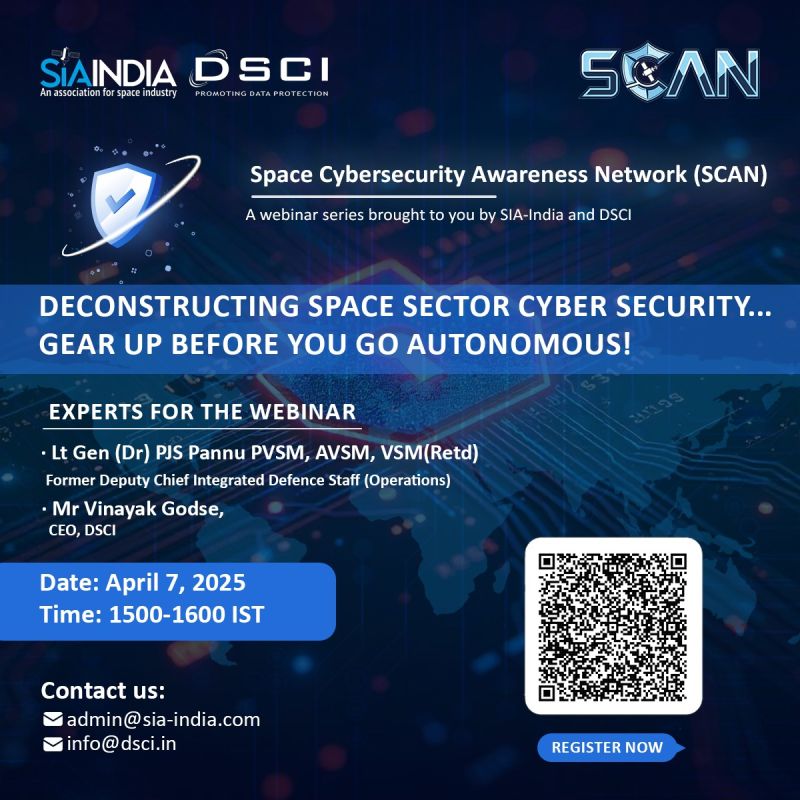 SIAINDIA
An association for space industry
DSCI
PROMOTING DATA PROTECTION
SCAN
Space Cybersecurity Awareness Network (SCAN)
A webinar series brought to you by SIA-India and DSCI
DECONSTRUCTING SPACE SECTOR CYBER SECURITY...
GEAR UP BEFORE YOU GO AUTONOMOUS!
EXPERTS FOR THE WEBINAR
· Lt Gen (Dr) PJS Pannu PVSM, AVSM, VSM(Retd)
Former Deputy Chief Integrated Defence Staff (Operations)
· Mr Vinayak Godse,
CEO, DSCI
Date: April 7, 2025
Time: 1500-1600 IST
Contact us:
admin@sia-india.com
info@dsci.in
REGISTER NOW